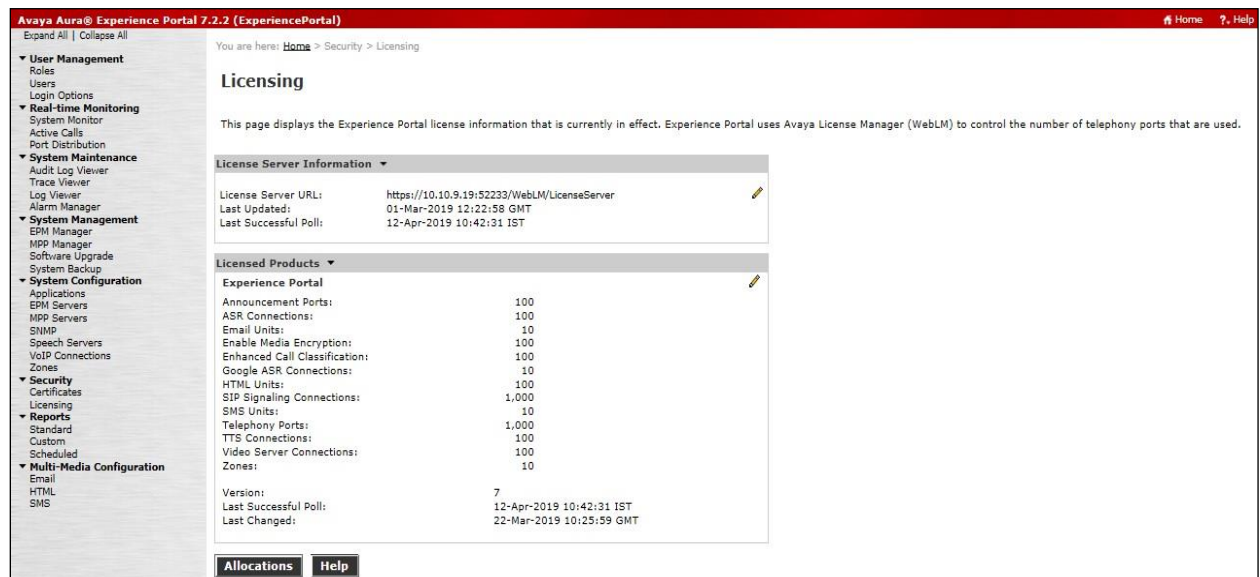 Avaya Aura® Experience Portal 7.2.2 (ExperiencePortal)
Home ?. Help
Expand All | Collapse All
▼ User Management
Roles
Users
Login Options
▼ Real-time Monitoring
System Monitor
Active Calls
Port Distribution
▼ System Maintenance
Audit Log Viewer
Trace Viewer
Log Viewer
Alarm Manager
▼ System Management
EPM Manager
MPP Manager
Software Upgrade
System Backup
▼ System Configuration
Applications
EPM Servers
MPP Servers
SNMP
Speech Servers
VoIP Connections
Zones
▼ Security
Certificates
Licensing
▼ Reports
Standard
Custom
Scheduled
▼ Multi-Media Configuration
Email
HTML
SMS
You are here: Home > Security > Licensing
Licensing
This page displays the Experience Portal license information that is currently in effect. Experience Portal uses Avaya License Manager (WebLM) to control the number of telephony ports that are used.
License Server Information ▼
License Server URL: https://10.10.9.19:52233/WebLM/LicenseServer
Last Updated: 01-Mar-2019 12:22:58 GMT
Last Successful Poll: 12-Apr-2019 10:42:31 IST
Licensed Products ▼
Experience Portal
Announcement Ports: 100
ASR Connections: 100
Email Units: 10
Enable Media Encryption: 100
Enhanced Call Classification: 100
Google ASR Connections: 10
HTML Units: 100
SIP Signaling Connections: 1,000
SMS Units: 10
Telephony Ports: 1,000
TTS Connections: 100
Video Server Connections: 100
Zones: 10
Version: 7
Last Successful Poll: 12-Apr-2019 10:42:31 IST
Last Changed: 22-Mar-2019 10:25:59 GMT
Allocations Help